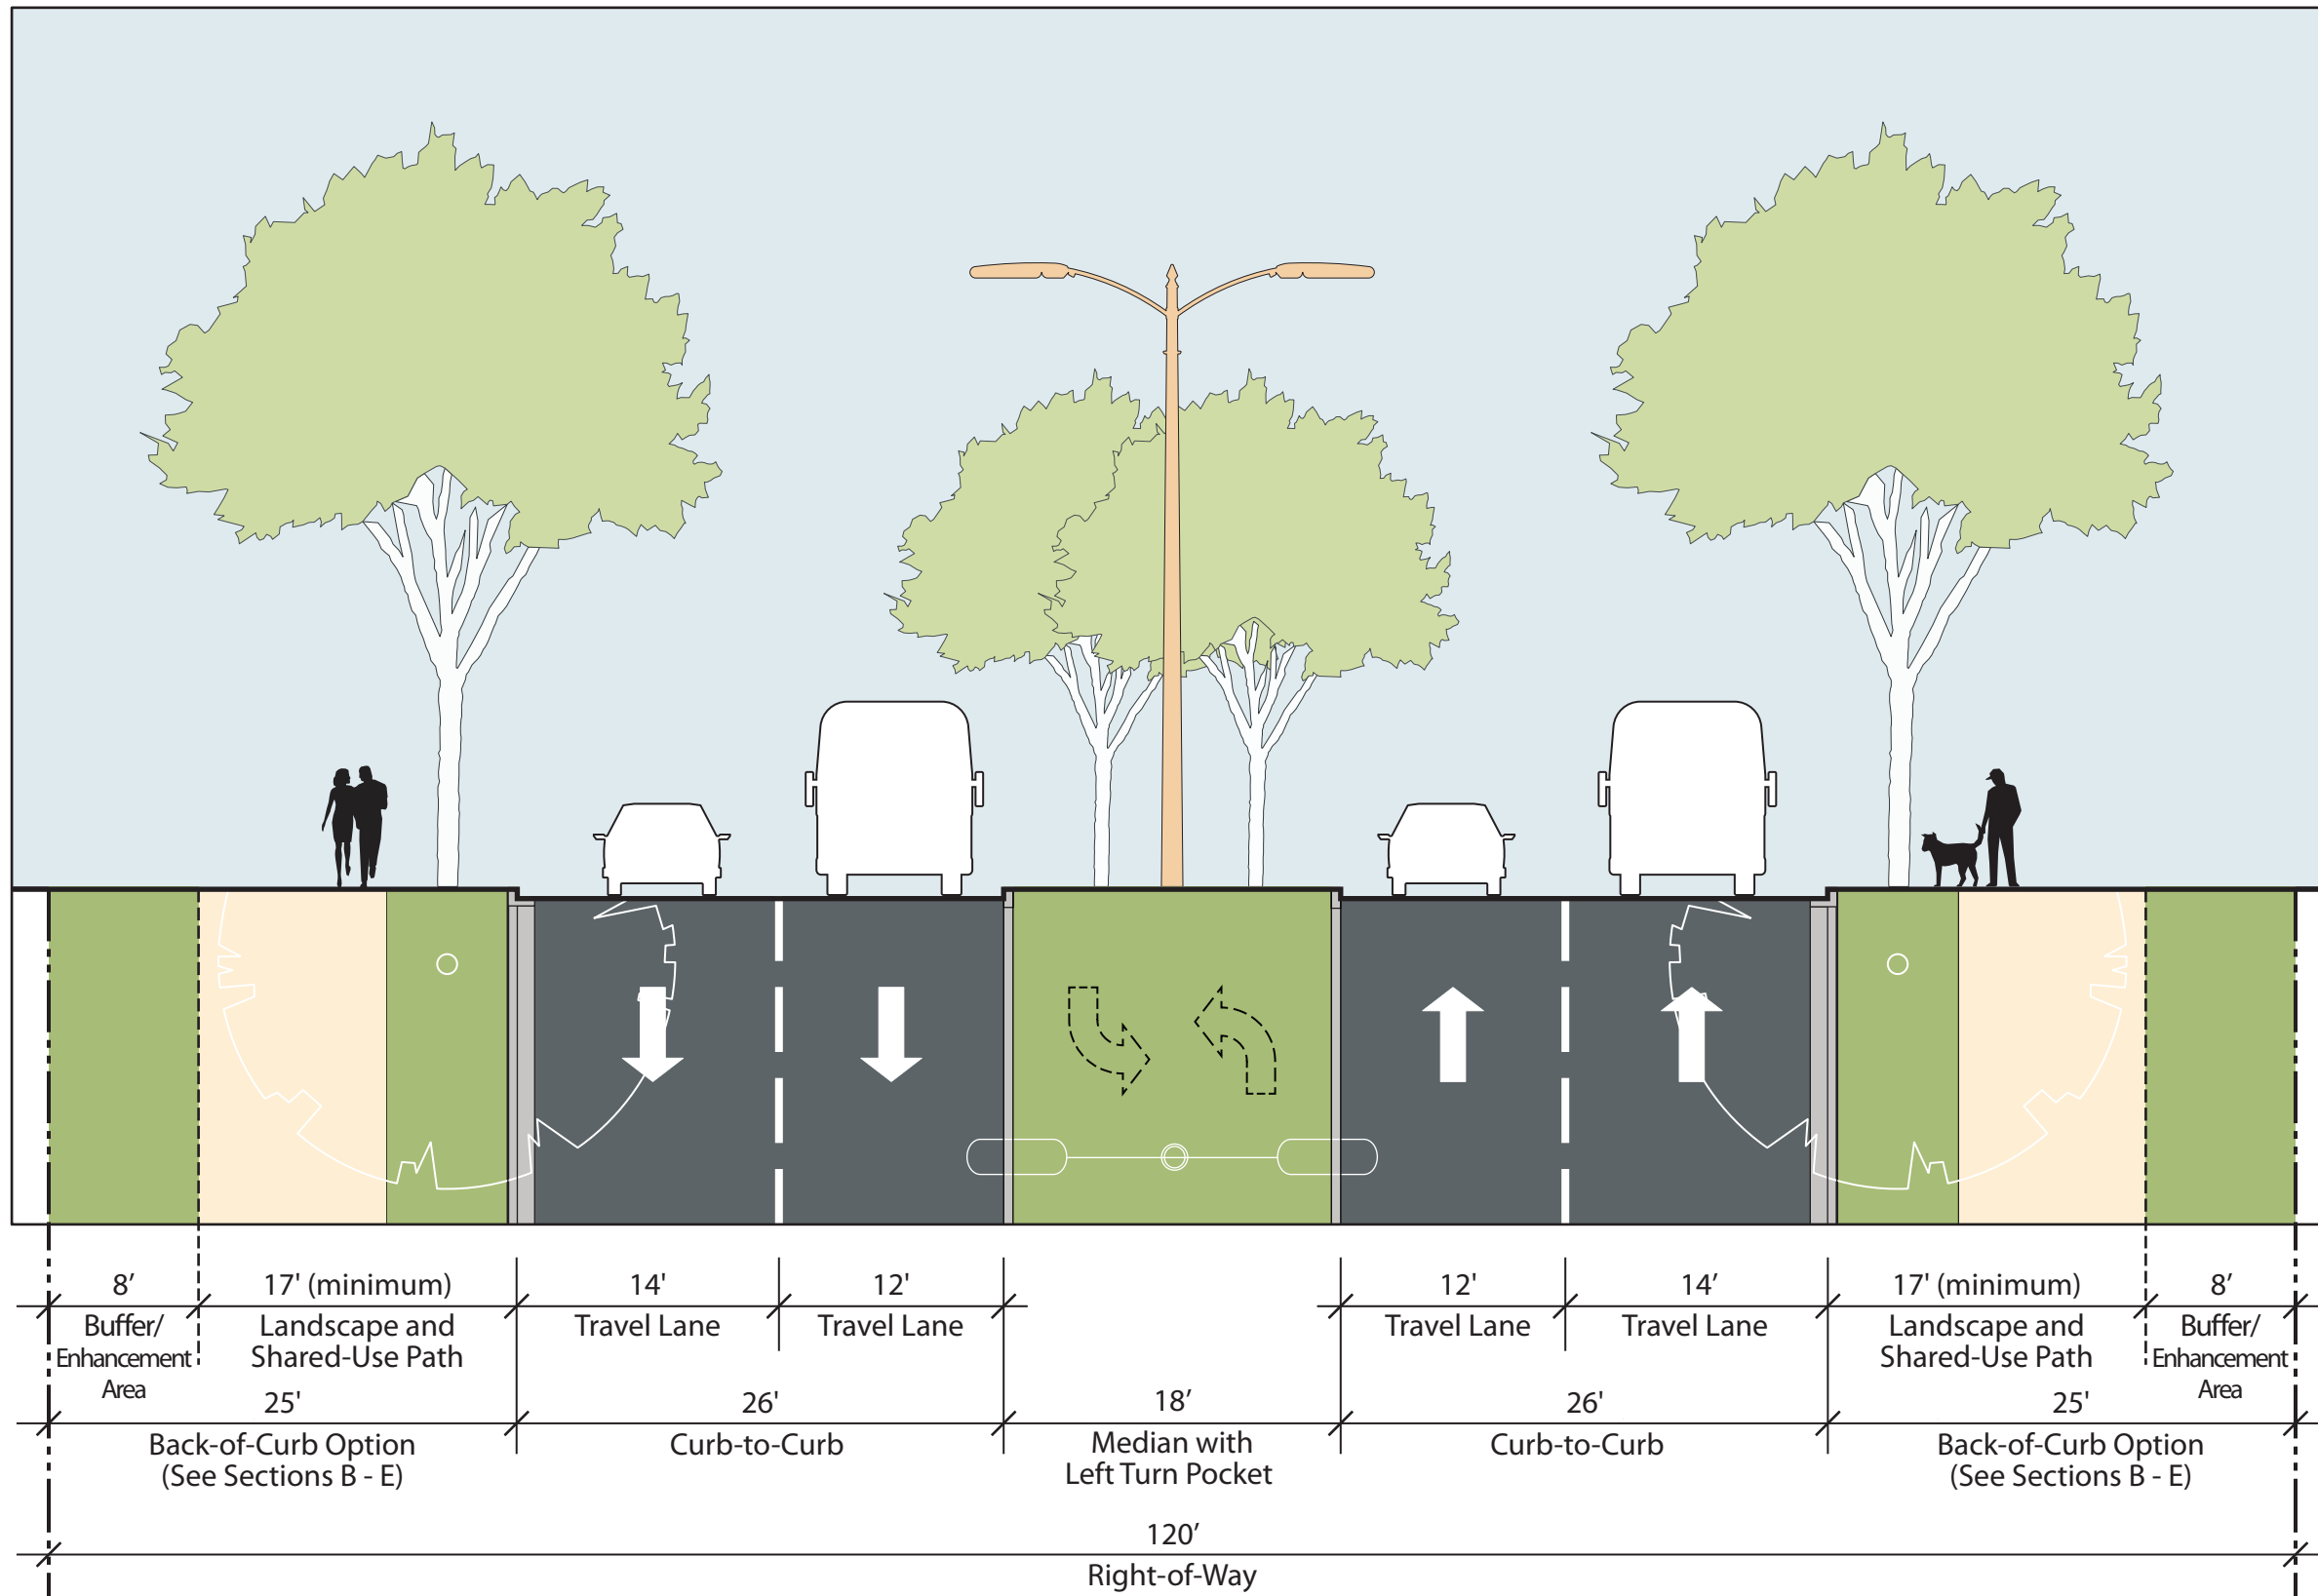 8’
17' (minimum)
14'
12'
12'
14’
17' (minimum)
8’
Buffer/
Enhancement
Area
Landscape and
Shared-Use Path
Travel Lane
Travel Lane
Travel Lane
Travel Lane
Landscape and
Shared-Use Path
Buffer/
Enhancement
Area
25'
26'
18’
26'
25'
Back-of-Curb Option
(See Sections B - E)
Curb-to-Curb
Median with
Left Turn Pocket
Curb-to-Curb
Back-of-Curb Option
(See Sections B - E)
120’
Right-of-Way